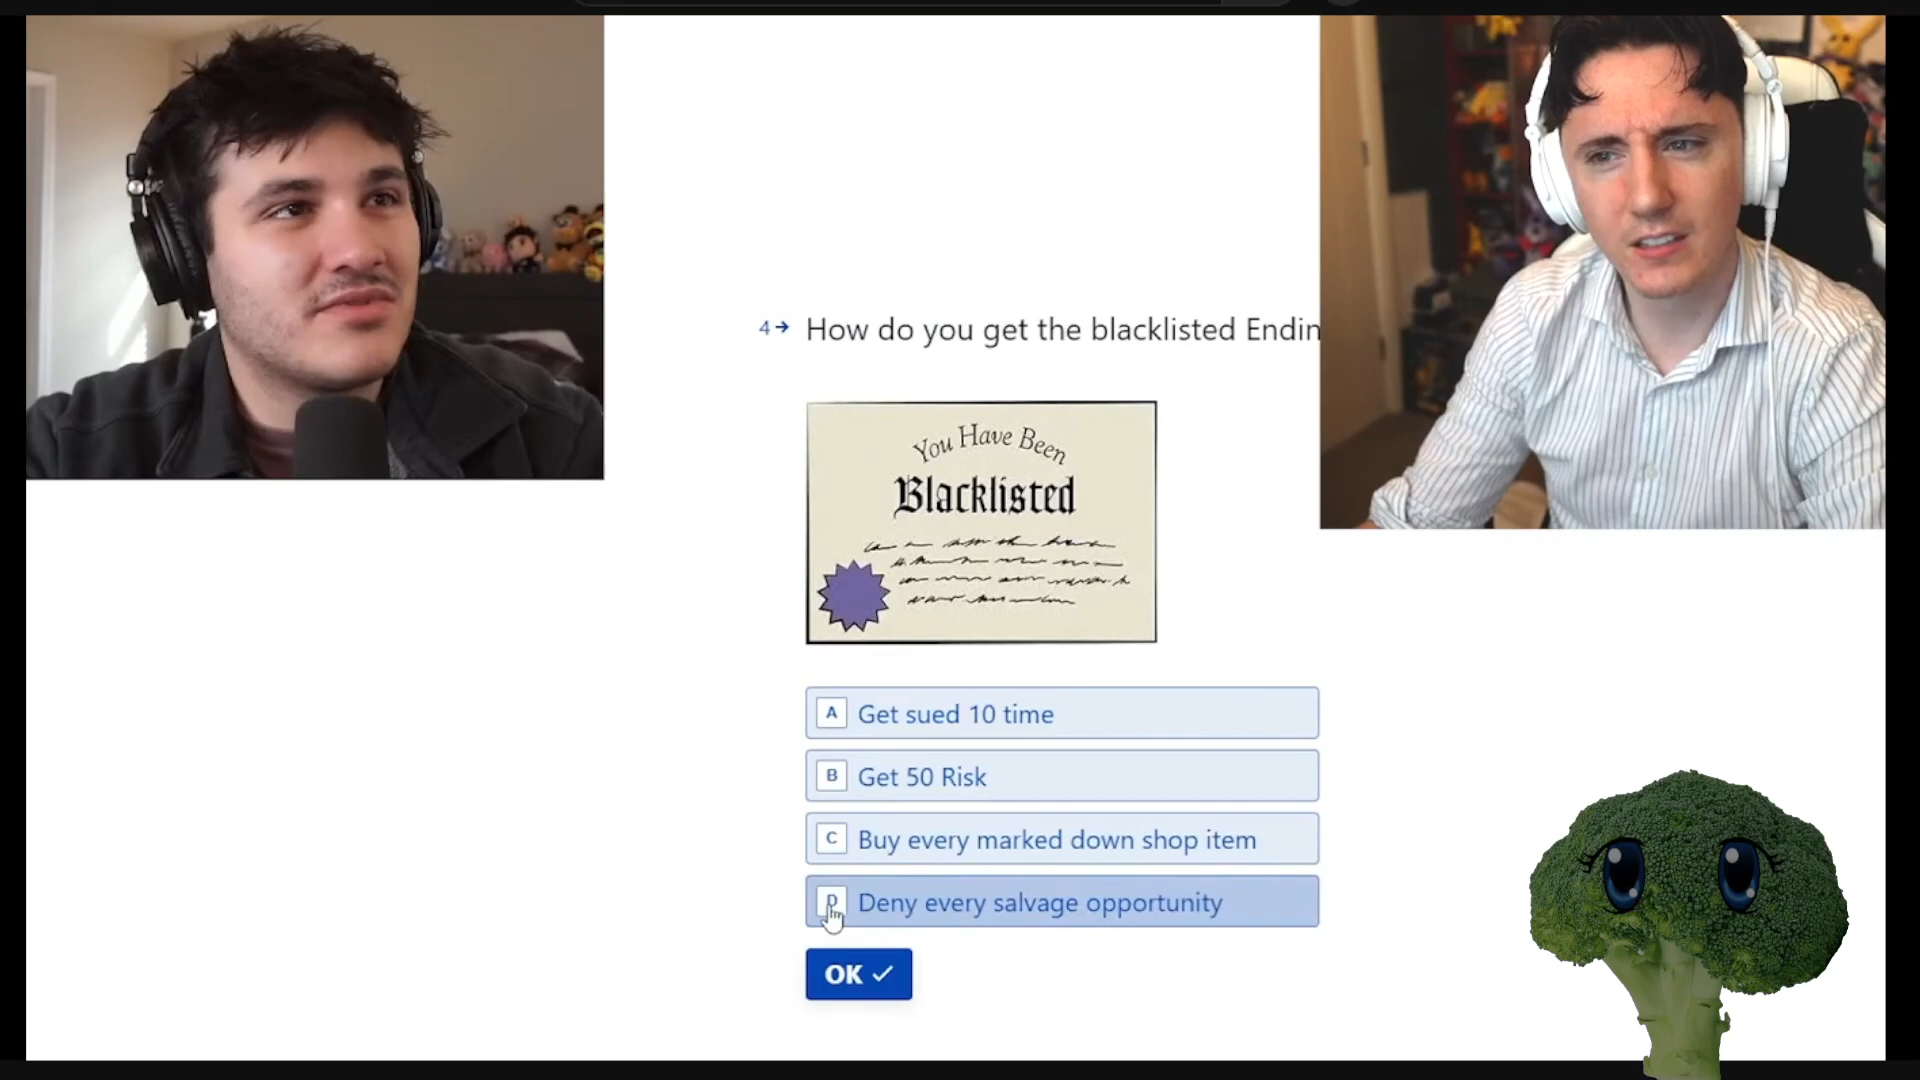 4 → How do you get the blacklisted Endin
You Have Been
Blacklisted
A Get sued 10 time
B Get 50 Risk
C Buy every marked down shop item
D Deny every salvage opportunity
OK ✓